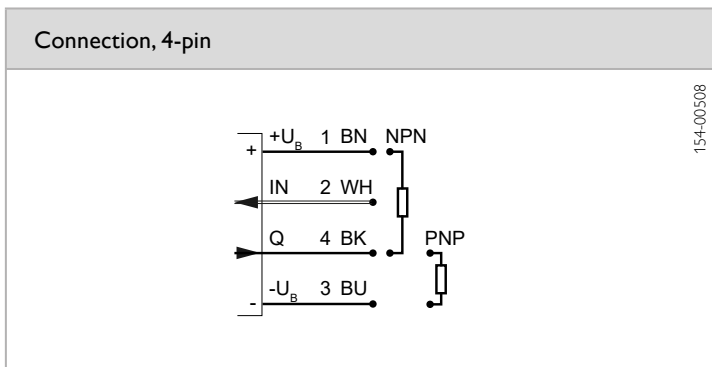 Connection, 4-pin
154-00508
+U_B 1 BN NPN
+
IN 2 WH
Q 4 BK PNP
-U_B 3 BU
-